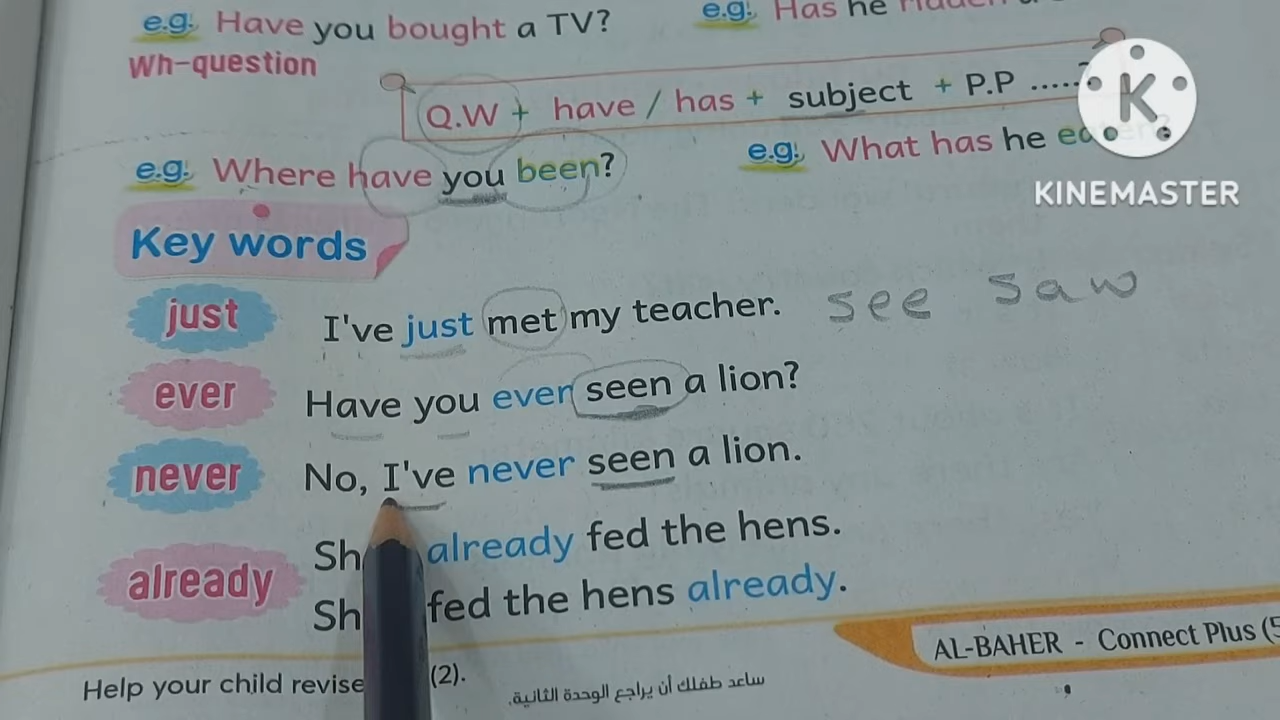 e.g. Have you bought a TV? e.g. Has he
Wh-question
Q.W + have / has + subject + P.P .....?
e.g. Where have you been? e.g. What has he
K
KINEMASTER
Key words
just I've just met my teacher. see saw
ever Have you ever seen a lion?
never No, I've never seen a lion.
already already fed the hens.
fed the hens already.
AL-BAHER - Connect Plus (5
Help your child revise (2).
ساعد طفلك أن يراجع الوحدة الثانية.